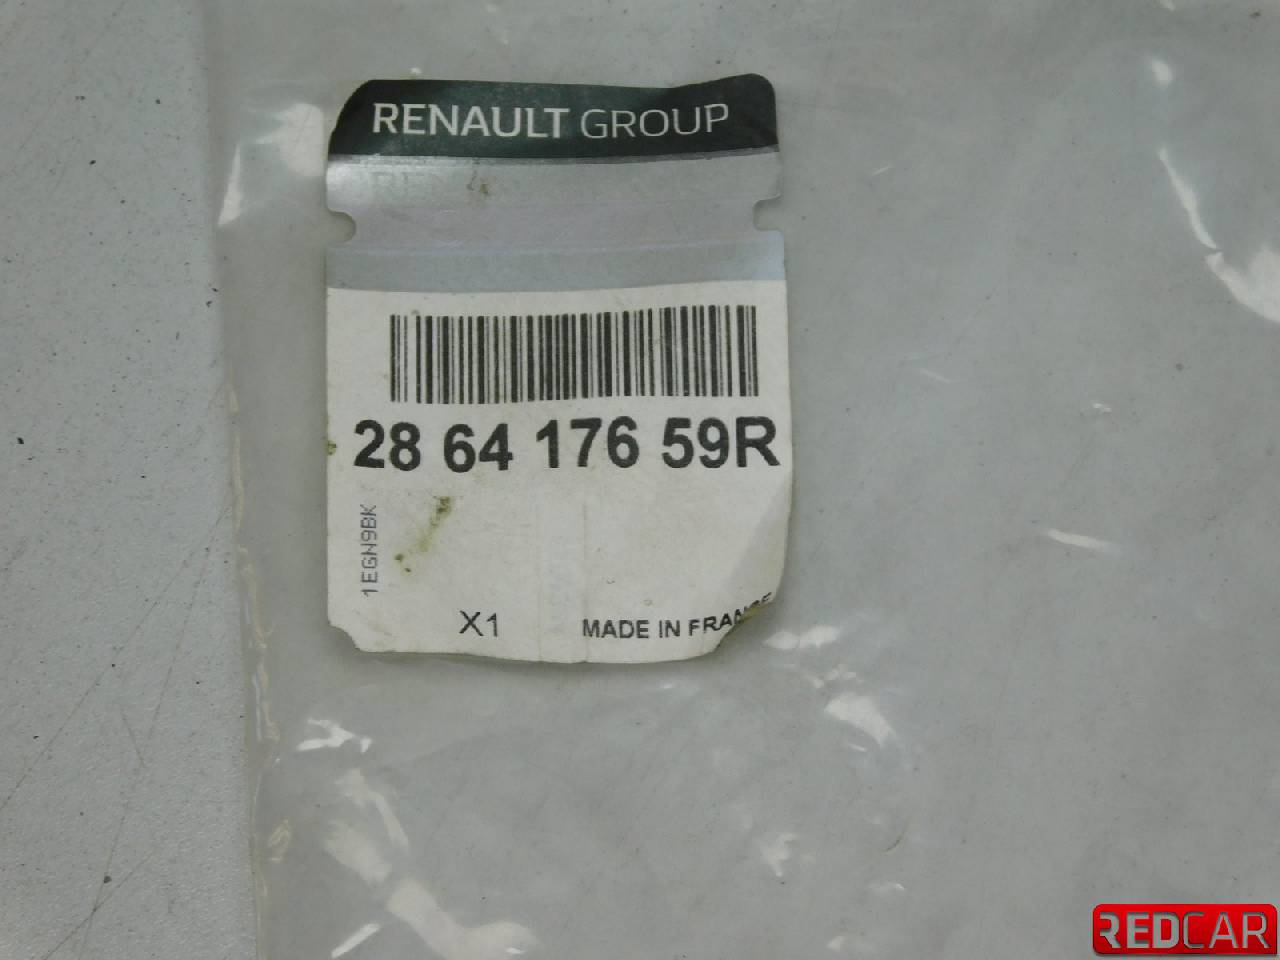 RENAULT GROUP
28 64 176 59R
1EGN9BK
X1
MADE IN FRANCE
REDCAR